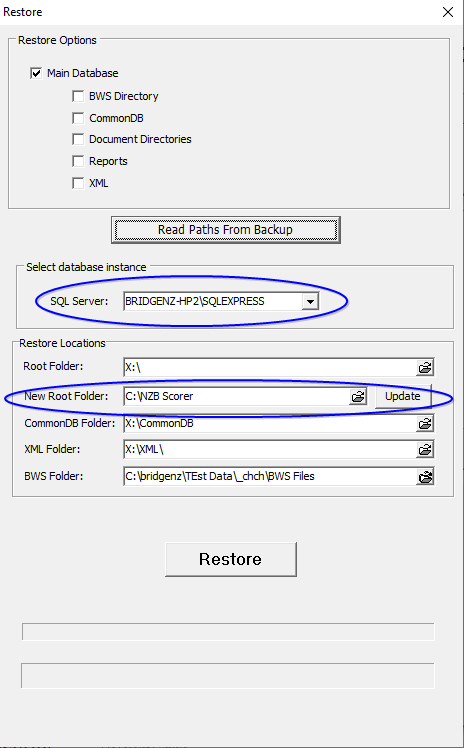 Restore
Restore Options
Main Database
BWS Directory
CommonDB
Document Directories
Reports
XML
Read Paths From Backup
Select database instance
SQL Server: BRIDGENZ-HP2\SQLEXPRESS
Restore Locations
Root Folder: X:\
New Root Folder: C:\NZB Scorer Update
CommonDB Folder: X:\CommonDB
XML Folder: X:\XML\
BWS Folder: C:\bridgenz\TEst Data\_chch\BWS Files
Restore